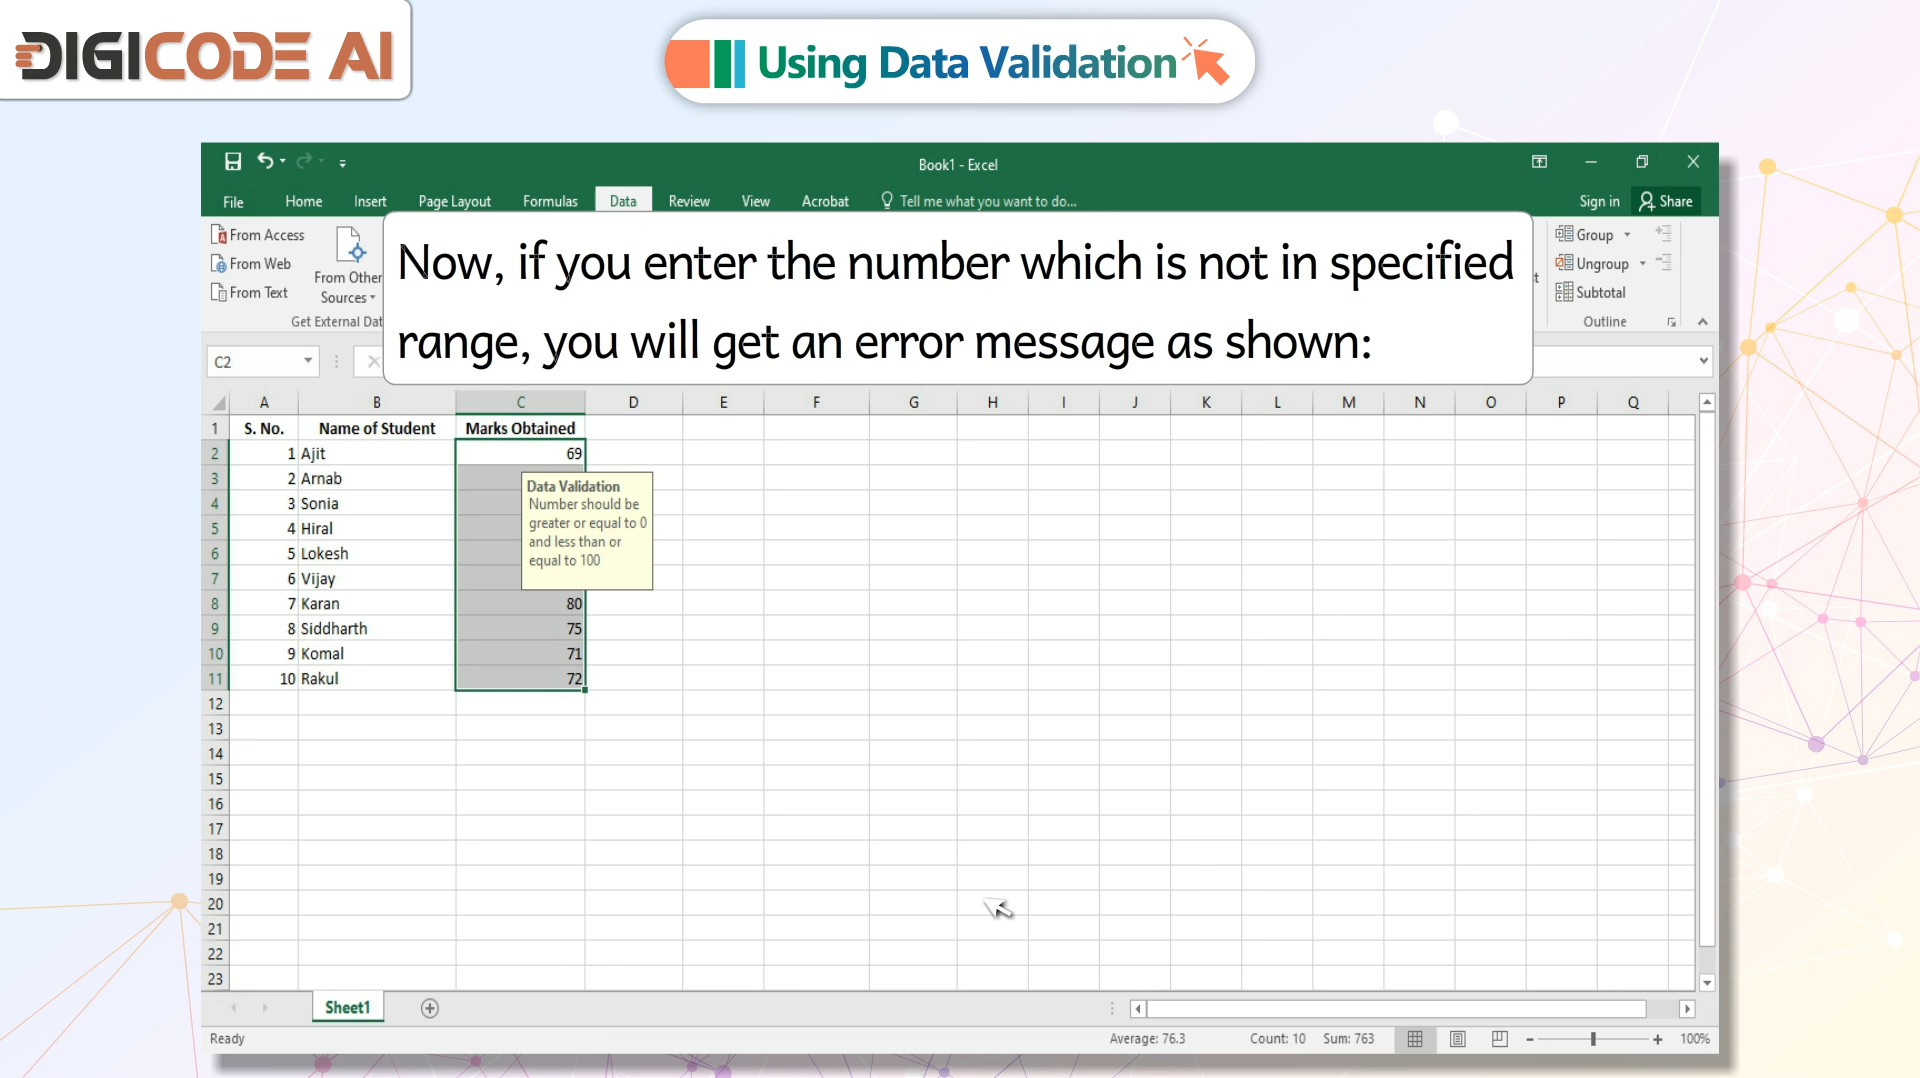 DIGICODE AI
Using Data Validation
Book1 - Excel
File Home Insert Page Layout Formulas Data Review View Acrobat Tell me what you want to do... Sign in Share
From Access
From Web
From Text
From Other
Sources
Get External Dat
Now, if you enter the number which is not in specified
range, you will get an error message as shown:
t
Group
Ungroup
Subtotal
Outline
C2
A B C D E F G H I J K L M N O P Q
1 S. No. Name of Student Marks Obtained
2 1 Ajit 69
3 2 Arnab
4 3 Sonia
5 4 Hiral
6 5 Lokesh
7 6 Vijay
Data Validation
Number should be
greater or equal to 0
and less than or
equal to 100
8 7 Karan 80
9 8 Siddharth 75
10 9 Komal 71
11 10 Rakul 72
12
13
14
15
16
17
18
19
20
21
22
23
Sheet1
Ready Average: 76.3 Count: 10 Sum: 763 100%